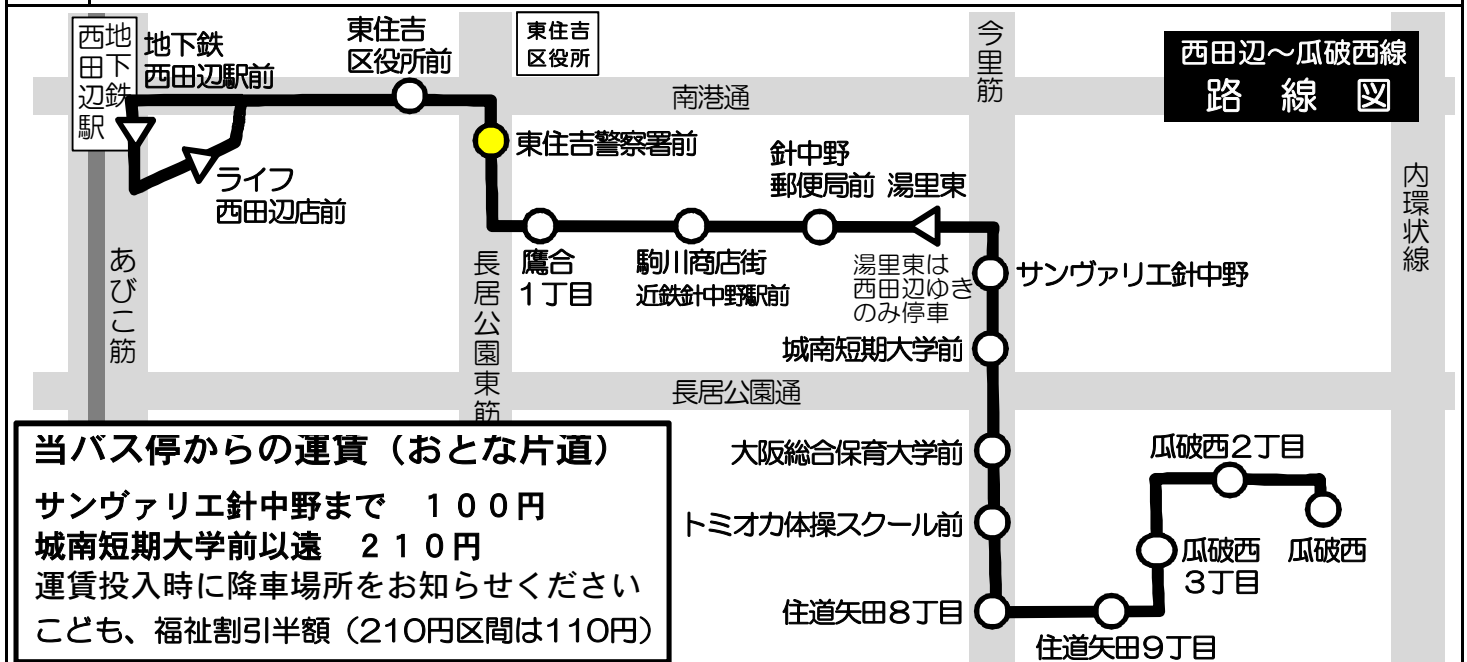 地下鉄
西田辺駅
地下鉄
西田辺駅前
東住吉
区役所前
東住吉
区役所
今里筋
西田辺～瓜破西線
路線図
南港通
東住吉警察署前
ライフ
西田辺店前
針中野
郵便局前
湯里東
内環状線
あびこ筋
長居公園東筋
鷹合
１丁目
駒川商店街
近鉄針中野駅前
湯里東は
西田辺ゆき
のみ停車
サンヴァリエ針中野
城南短期大学前
長居公園通
当バス停からの運賃（おとな片道）
サンヴァリエ針中野まで　１００円
城南短期大学前以遠　２１０円
運賃投入時に降車場所をお知らせください
こども、福祉割引半額（210円区間は110円）
大阪総合保育大学前
トミオカ体操スクール前
住道矢田８丁目
住道矢田９丁目
瓜破西２丁目
瓜破西
３丁目
瓜破西